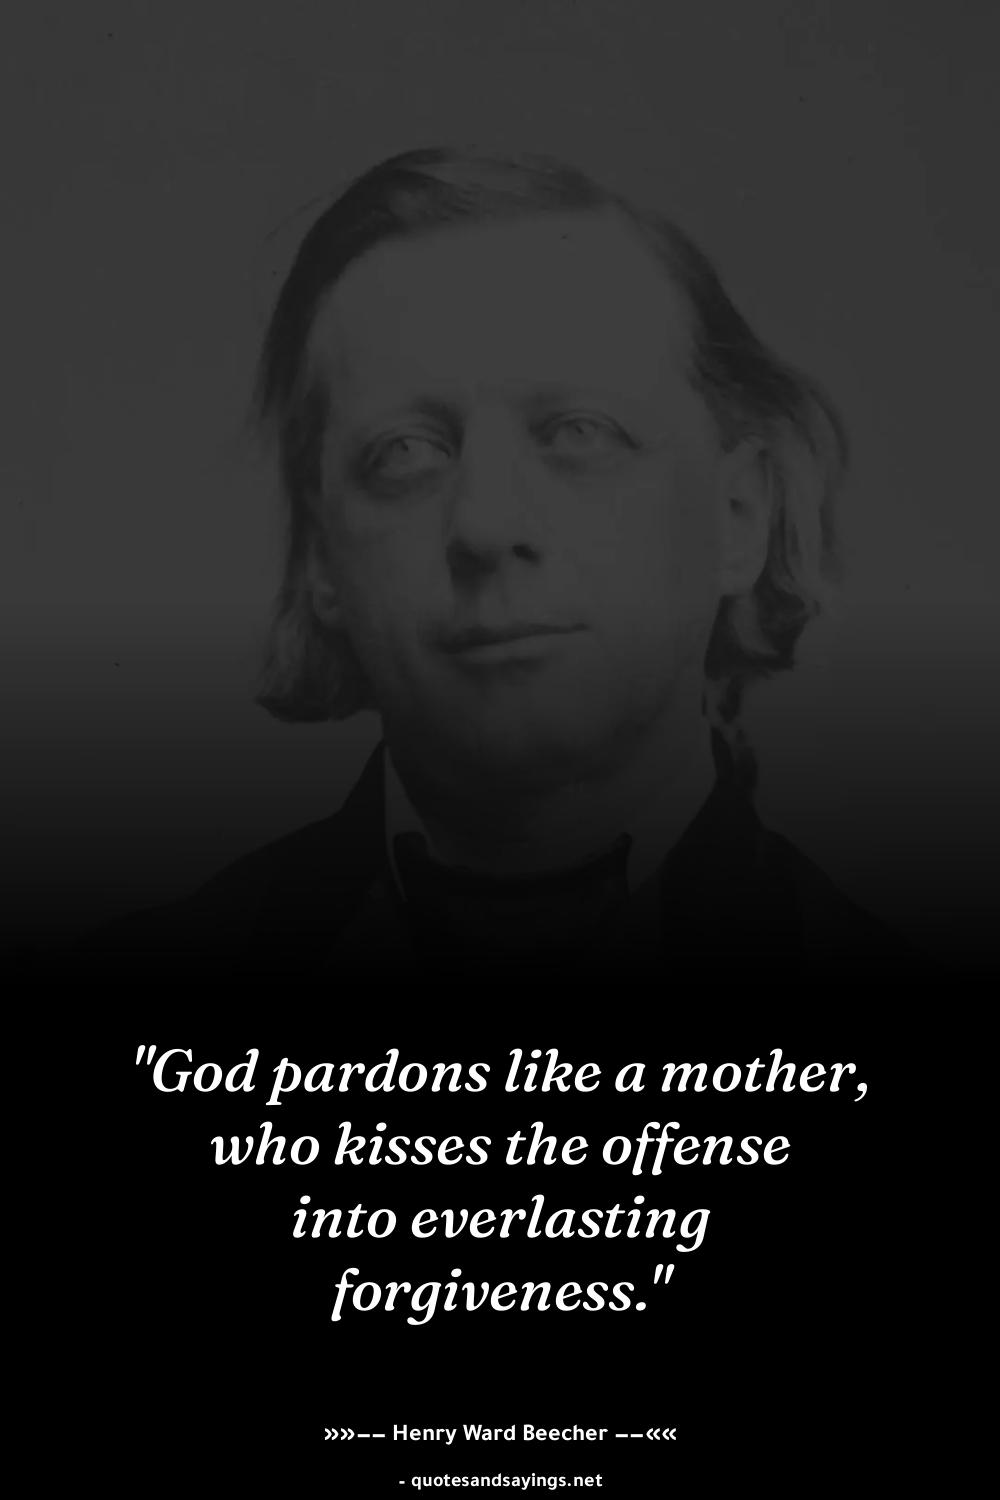 "God pardons like a mother,
who kisses the offense
into everlasting
forgiveness."
»»−− Henry Ward Beecher −−««
- quotesandsayings.net